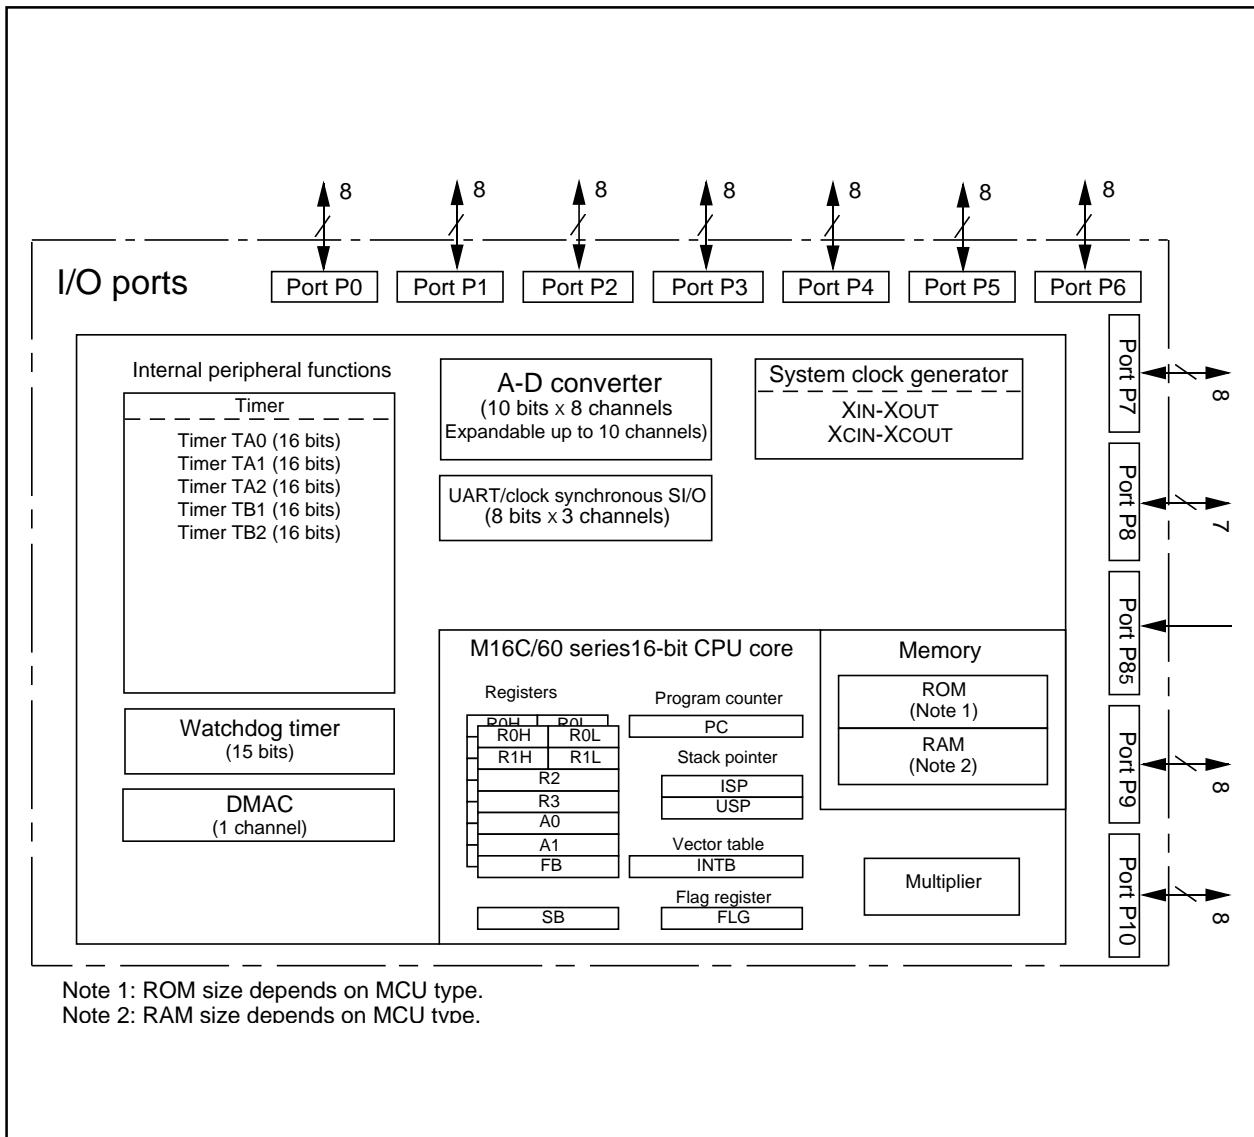 8 8 8 8 8 8 8
I/O ports
Port P0 Port P1 Port P2 Port P3 Port P4 Port P5 Port P6
Internal peripheral functions
Timer
Timer TA0 (16 bits)
Timer TA1 (16 bits)
Timer TA2 (16 bits)
Timer TB1 (16 bits)
Timer TB2 (16 bits)
Watchdog timer
(15 bits)
DMAC
(1 channel)
A-D converter
(10 bits x 8 channels
Expandable up to 10 channels)
UART/clock synchronous SI/O
(8 bits x 3 channels)
System clock generator
XIN-XOUT
XCIN-XCOUT
M16C/60 series16-bit CPU core
Registers
R0H R0L
R0H R0L
R1H R1L
R2
R3
A0
A1
FB
SB
Program counter
PC
Stack pointer
ISP
USP
Vector table
INTB
Flag register
FLG
Memory
ROM
(Note 1)
RAM
(Note 2)
Multiplier
Port P7
8
Port P8
7
Port P85
Port P9
8
Port P10
8
Note 1: ROM size depends on MCU type.
Note 2: RAM size depends on MCU type.